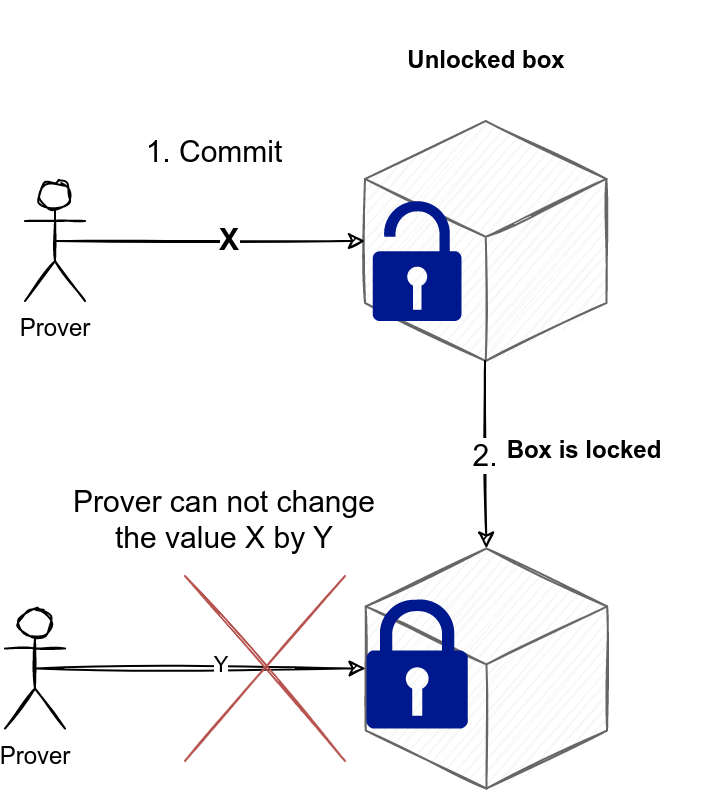 Unlocked box
1. Commit
X
Prover
2. Box is locked
Prover can not change
the value X by Y
Y
Prover